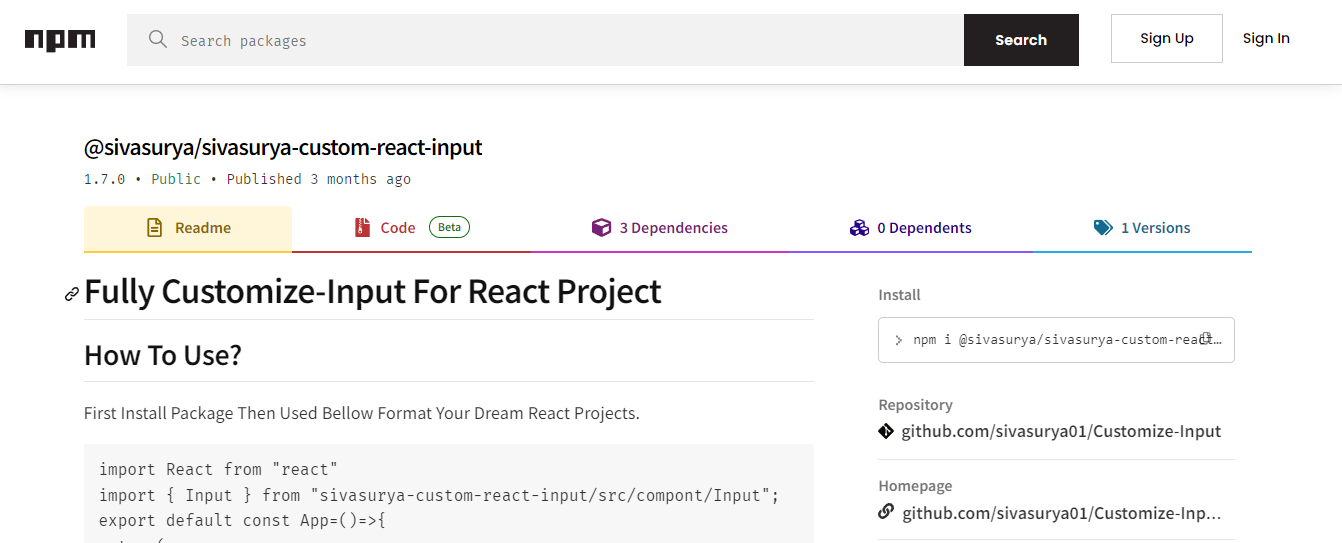 npm
Search packages
Search
Sign Up
Sign In
@sivasurya/sivasurya-custom-react-input
1.7.0 • Public • Published 3 months ago
Readme
Code Beta
3 Dependencies
0 Dependents
1 Versions
Fully Customize-Input For React Project
How To Use?
First Install Package Then Used Bellow Format Your Dream React Projects.
import React from "react"
import { Input } from "sivasurya-custom-react-input/src/compont/Input";
export default const App=()=>{
Install
> npm i @sivasurya/sivasurya-custom-react…
Repository
github.com/sivasurya01/Customize-Input
Homepage
github.com/sivasurya01/Customize-Inp...